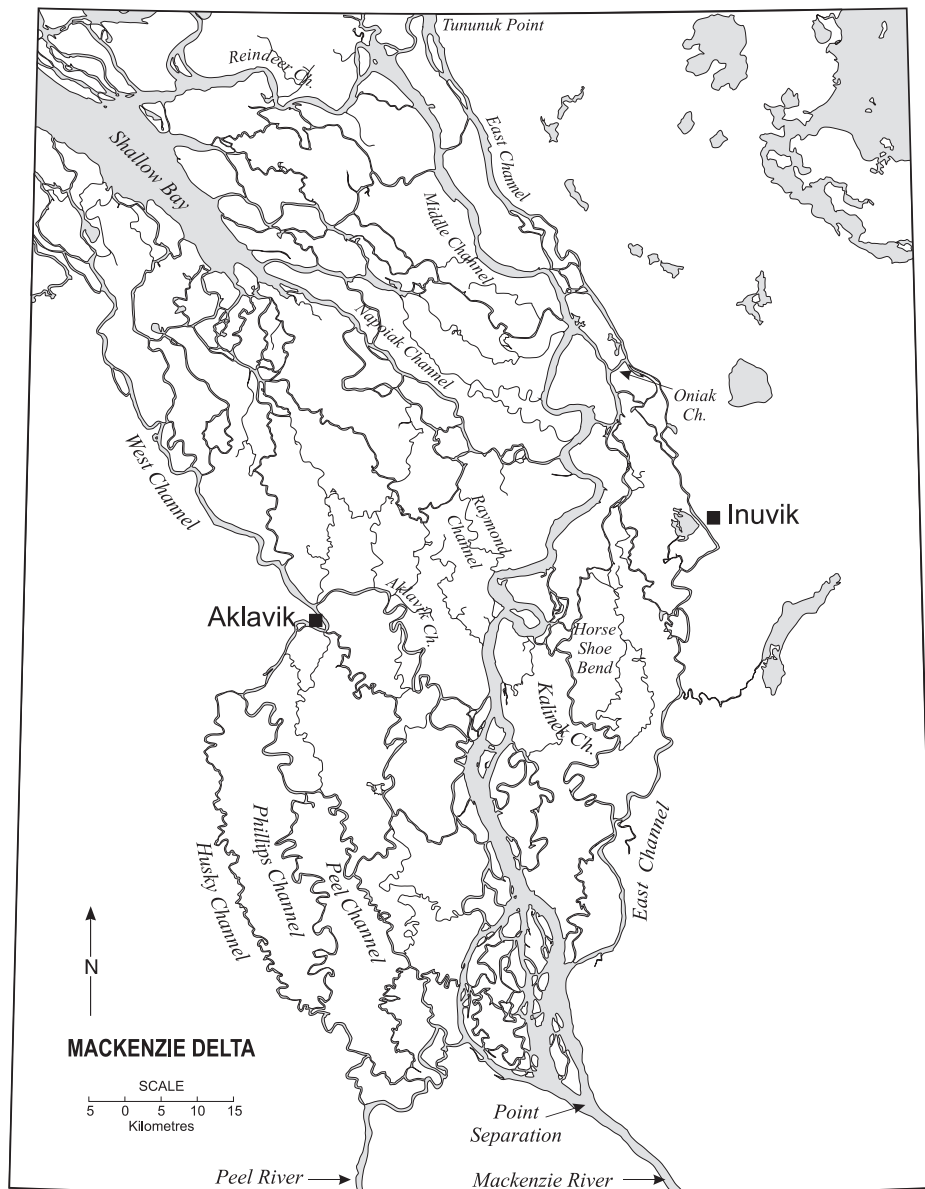 Tununuk Point
Reindeer Ch.
East Channel
Shallow Bay
Middle Channel
Napoiak Channel
Oniak
Ch.
West Channel
Raymond
Channel
Inuvik
Aklavik Ch.
Aklavik
Horse
Shoe
Bend
Kalinek Ch.
Husky Channel
Phillips Channel
Peel Channel
East Channel
N
MACKENZIE DELTA
SCALE
5 0 5 10 15
Kilometres
Point
Separation
Peel River
Mackenzie River